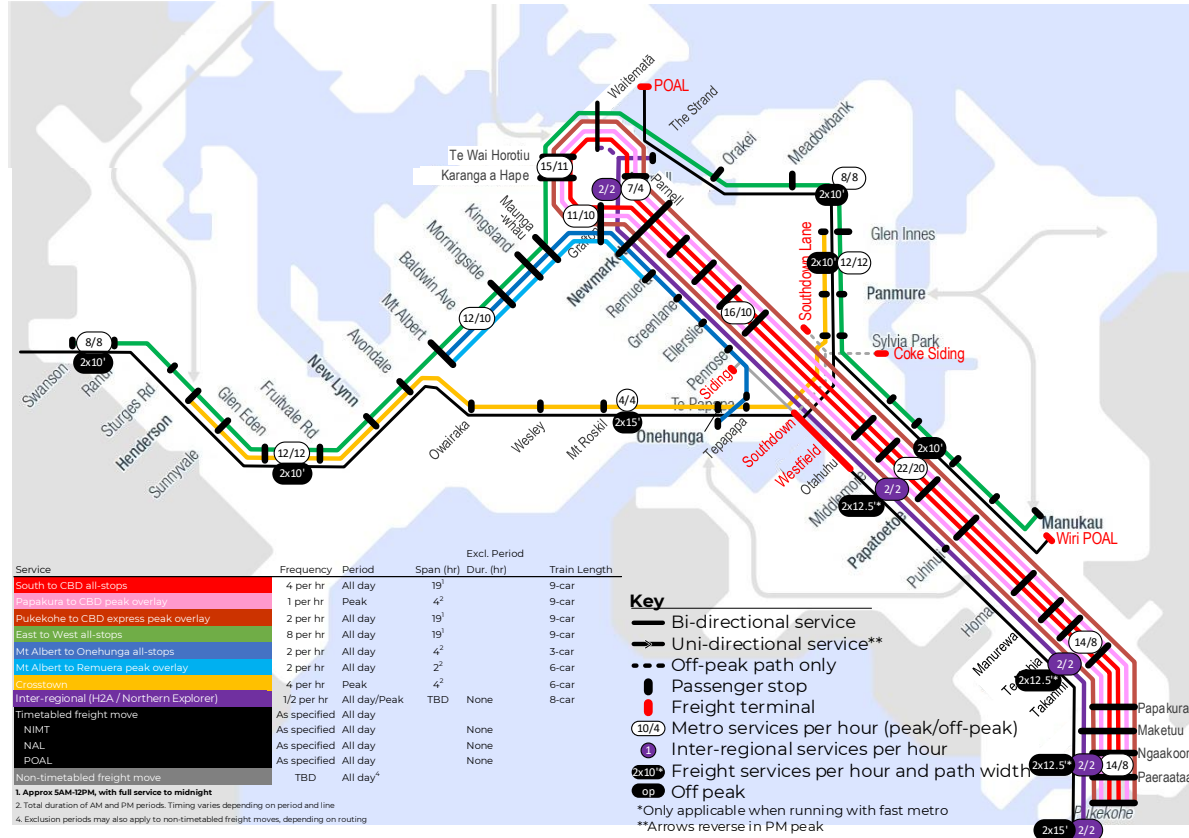 Waitematā
POAL
The Strand
Orakei
Meadowbank
Te Wai Horotiu
Karanga a Hape
15/11
8/8
2x10'
2/2
7/4
Parnell
11/10
Maunga
-whau
Kingsland
Morningside
Baldwin Ave
Mt Albert
Newmarket
Remuera
Greenlane
Ellerslie
Penrose
Siding
Te Papapa
Onehunga
Tepapapa
Southdown Lane
Glen Innes
2x10'
12/12
Panmure
Sylvia Park
Coke Siding
16/10
12/10
8/8
2x10'
Swanson
Sturges Rd
Henderson
Sunnyvale
Glen Eden
Fruitvale Rd
New Lynn
Avondale
12/12
2x10'
Owairaka
Wesley
Mt Roskil
4/4
2x15'
Southdown
Westfield
Otahuhu
Middlemore
2x10'
22/20
2/2
2x12.5'*
Papatoetoe
Puhinui
Manukau
Wiri POAL
Homai
Manurewa
Takanini
14/8
2/2
2x12.5'*
Papakura
Maketuu
Ngaakoor
Paerataa
2x12.5'*
2/2
14/8
Pukekohe
2x15'
2/2
Excl. Period
Service Frequency Period Span (hr) Dur. (hr) Train Length
South to CBD all-stops 4 per hr All day 19¹ 9-car
Papakura to CBD peak overlay 1 per hr Peak 4² 9-car
Pukekohe to CBD express peak overlay 2 per hr All day 19¹ 9-car
East to West all-stops 8 per hr All day 19¹ 9-car
Mt Albert to Onehunga all-stops 2 per hr All day 4² 3-car
Mt Albert to Remuera peak overlay 2 per hr All day 2² 6-car
Crosstown 4 per hr Peak 4² 6-car
Inter-regional (H2A / Northern Explorer) 1/2 per hr All day/Peak TBD None 8-car
Timetabled freight move As specified All day
NIMT As specified All day None
NAL As specified All day None
POAL As specified All day None
Non-timetabled freight move TBD All day⁴
1. Approx 5AM-12PM, with full service to midnight
2. Total duration of AM and PM periods. Timing varies depending on period and line
4. Exclusion periods may also apply to non-timetabled freight moves, depending on routing
Key
Bi-directional service
Uni-directional service**
Off-peak path only
Passenger stop
Freight terminal
10/4 Metro services per hour (peak/off-peak)
1 Inter-regional services per hour
2x10'* Freight services per hour and path width
op Off peak
*Only applicable when running with fast metro
**Arrows reverse in PM peak